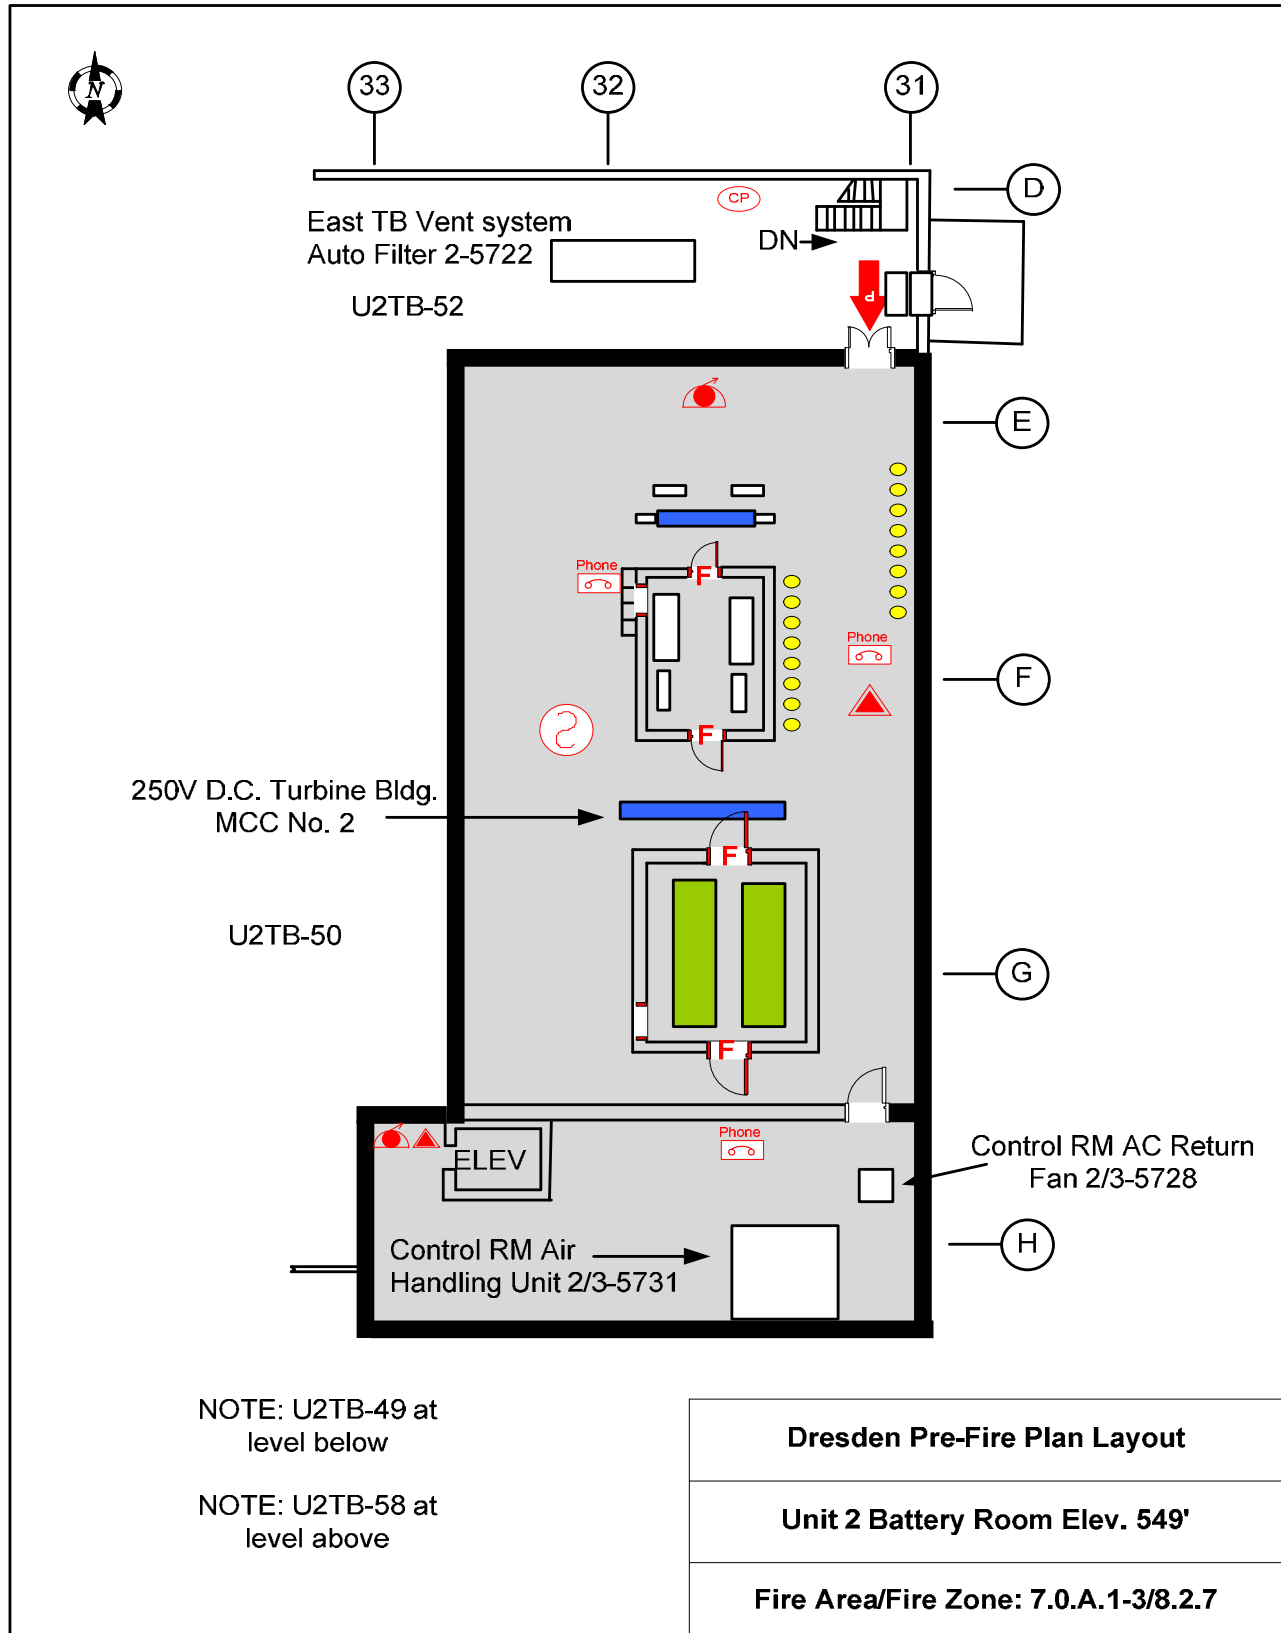 N
33
32
31
D
CP
East TB Vent system
Auto Filter 2-5722
DN
U2TB-52
P
E
Phone
F
Phone
F
F
250V D.C. Turbine Bldg.
MCC No. 2
F
U2TB-50
G
F
Phone
ELEV
Control RM AC Return
Fan 2/3-5728
Control RM Air
Handling Unit 2/3-5731
H
NOTE: U2TB-49 at
level below
NOTE: U2TB-58 at
level above
Dresden Pre-Fire Plan Layout
Unit 2 Battery Room Elev. 549'
Fire Area/Fire Zone: 7.0.A.1-3/8.2.7